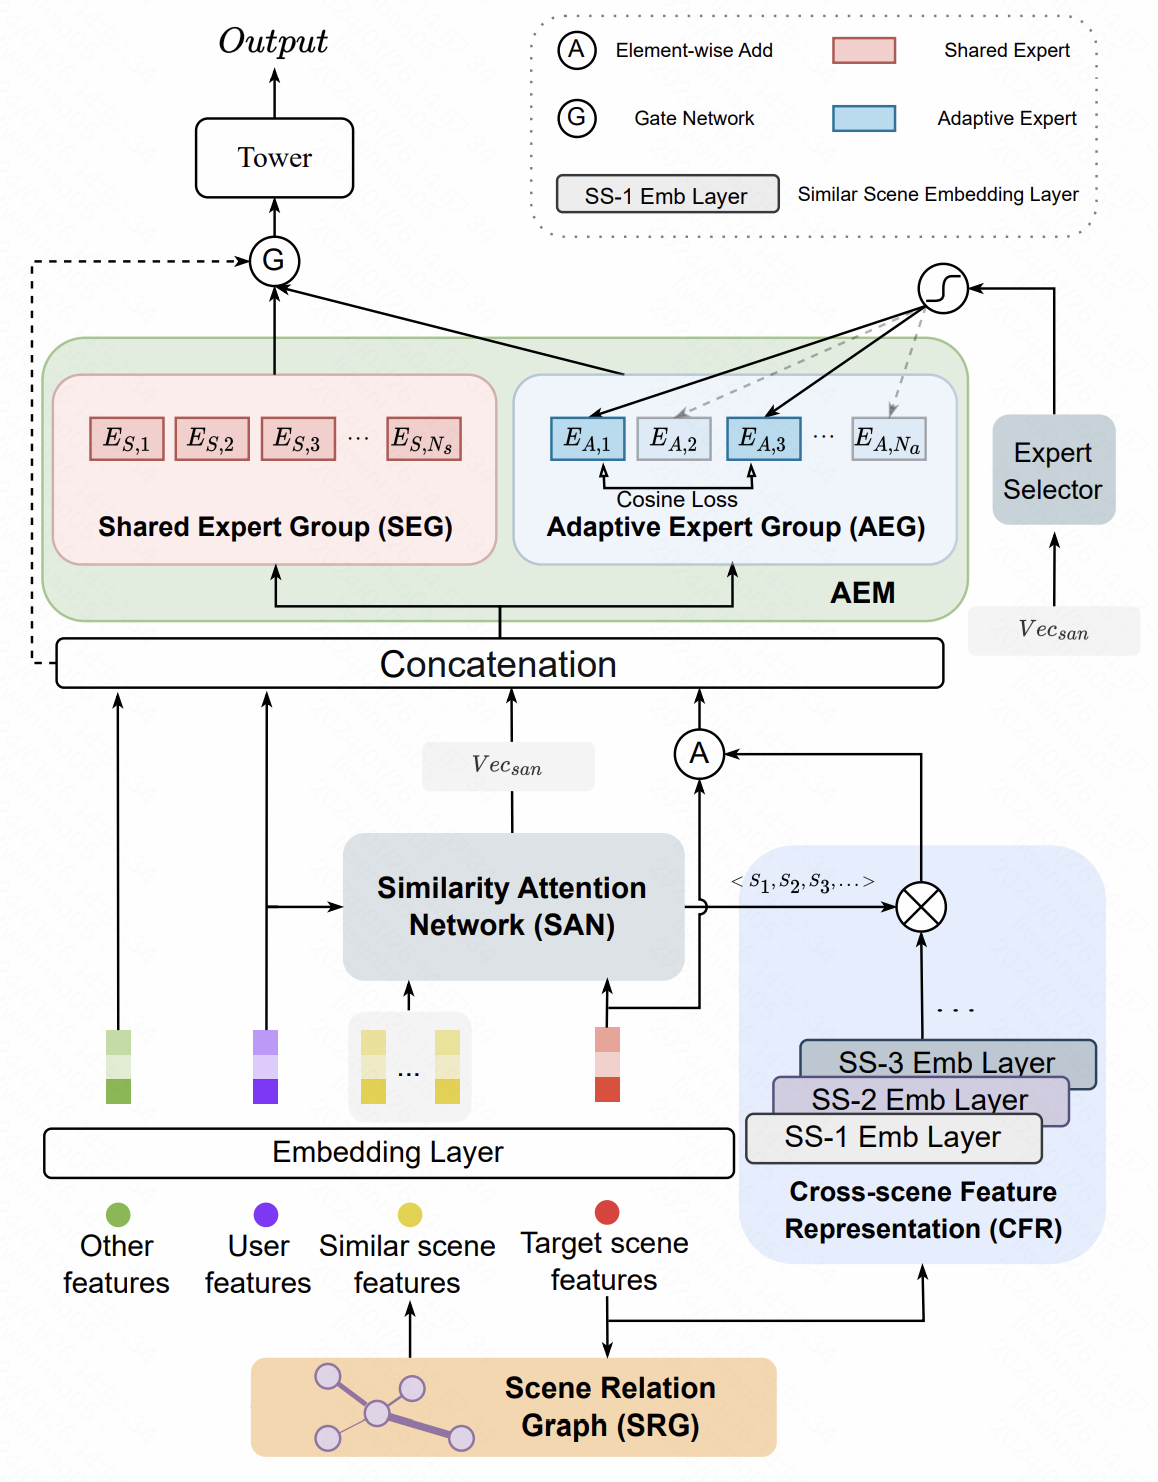 Output
A Element-wise Add Shared Expert
Tower
G Gate Network Adaptive Expert
SS-1 Emb Layer Similar Scene Embedding Layer
G
E_{S,1} E_{S,2} E_{S,3} ... E_{S,N_s}
E_{A,1} E_{A,2} E_{A,3} ... E_{A,N_a}
Cosine Loss
Shared Expert Group (SEG)
Adaptive Expert Group (AEG)
AEM
Expert
Selector
Vec_{san}
Concatenation
Vec_{san}
A
Similarity Attention
Network (SAN)
<s_1, s_2, s_3, ...>
...
...
SS-3 Emb Layer
SS-2 Emb Layer
SS-1 Emb Layer
Embedding Layer
Cross-scene Feature
Representation (CFR)
Other
features
User
features
Similar scene
features
Target scene
features
Scene Relation
Graph (SRG)